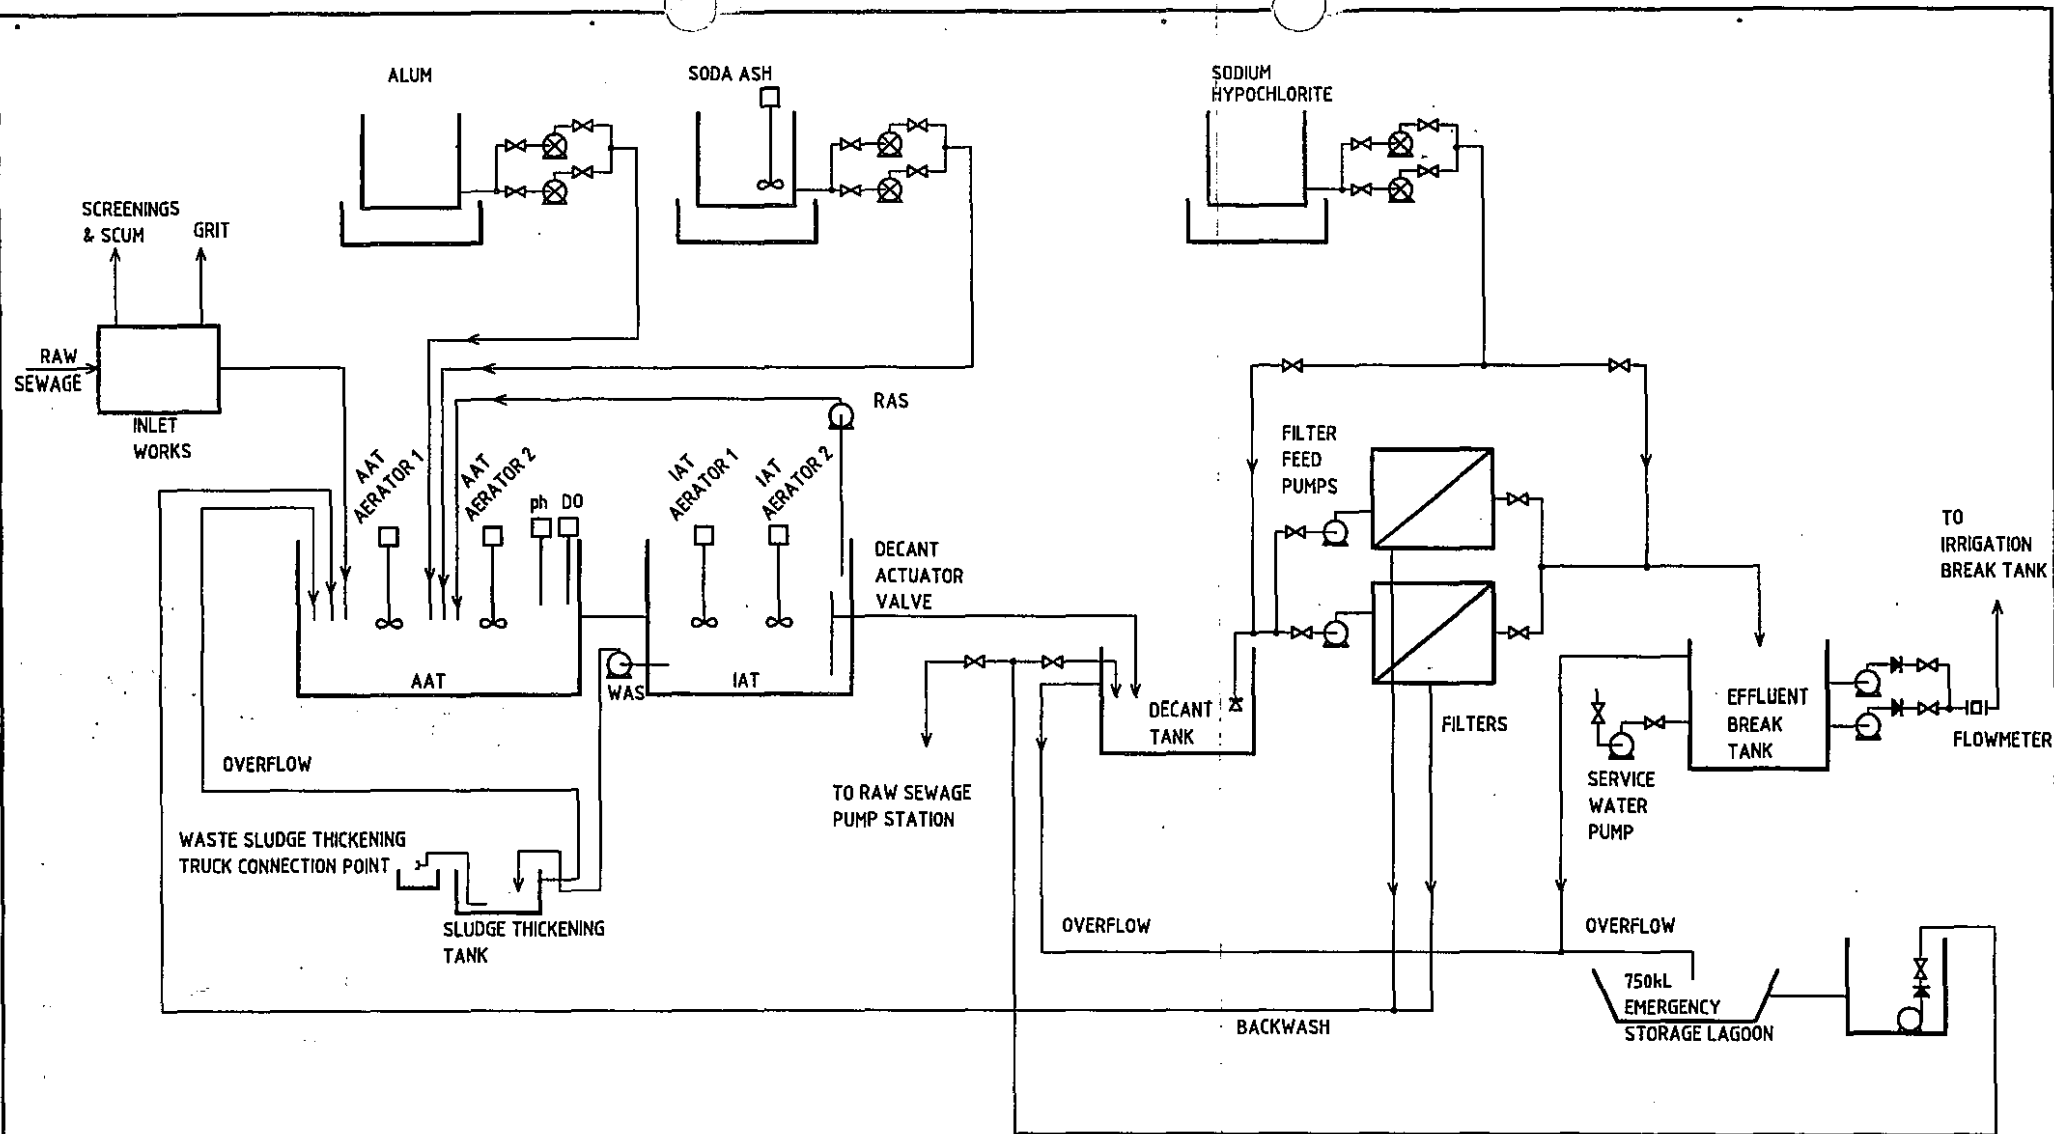 ALUM
SODA ASH
SODIUM
HYPOCHLORITE
SCREENINGS
& SCUM
GRIT
RAW
SEWAGE
INLET
WORKS
RAS
AAT
AERATOR 1
AAT
AERATOR 2
ph
DO
IAT
AERATOR 1
IAT
AERATOR 2
DECANT
ACTUATOR
VALVE
FILTER
FEED
PUMPS
TO
IRRIGATION
BREAK TANK
AAT
WAS
IAT
DECANT
TANK
FILTERS
EFFLUENT
BREAK
TANK
FLOWMETER
SERVICE
WATER
PUMP
OVERFLOW
TO RAW SEWAGE
PUMP STATION
WASTE SLUDGE THICKENING
TRUCK CONNECTION POINT
SLUDGE THICKENING
TANK
OVERFLOW
OVERFLOW
750kL
EMERGENCY
STORAGE LAGOON
BACKWASH